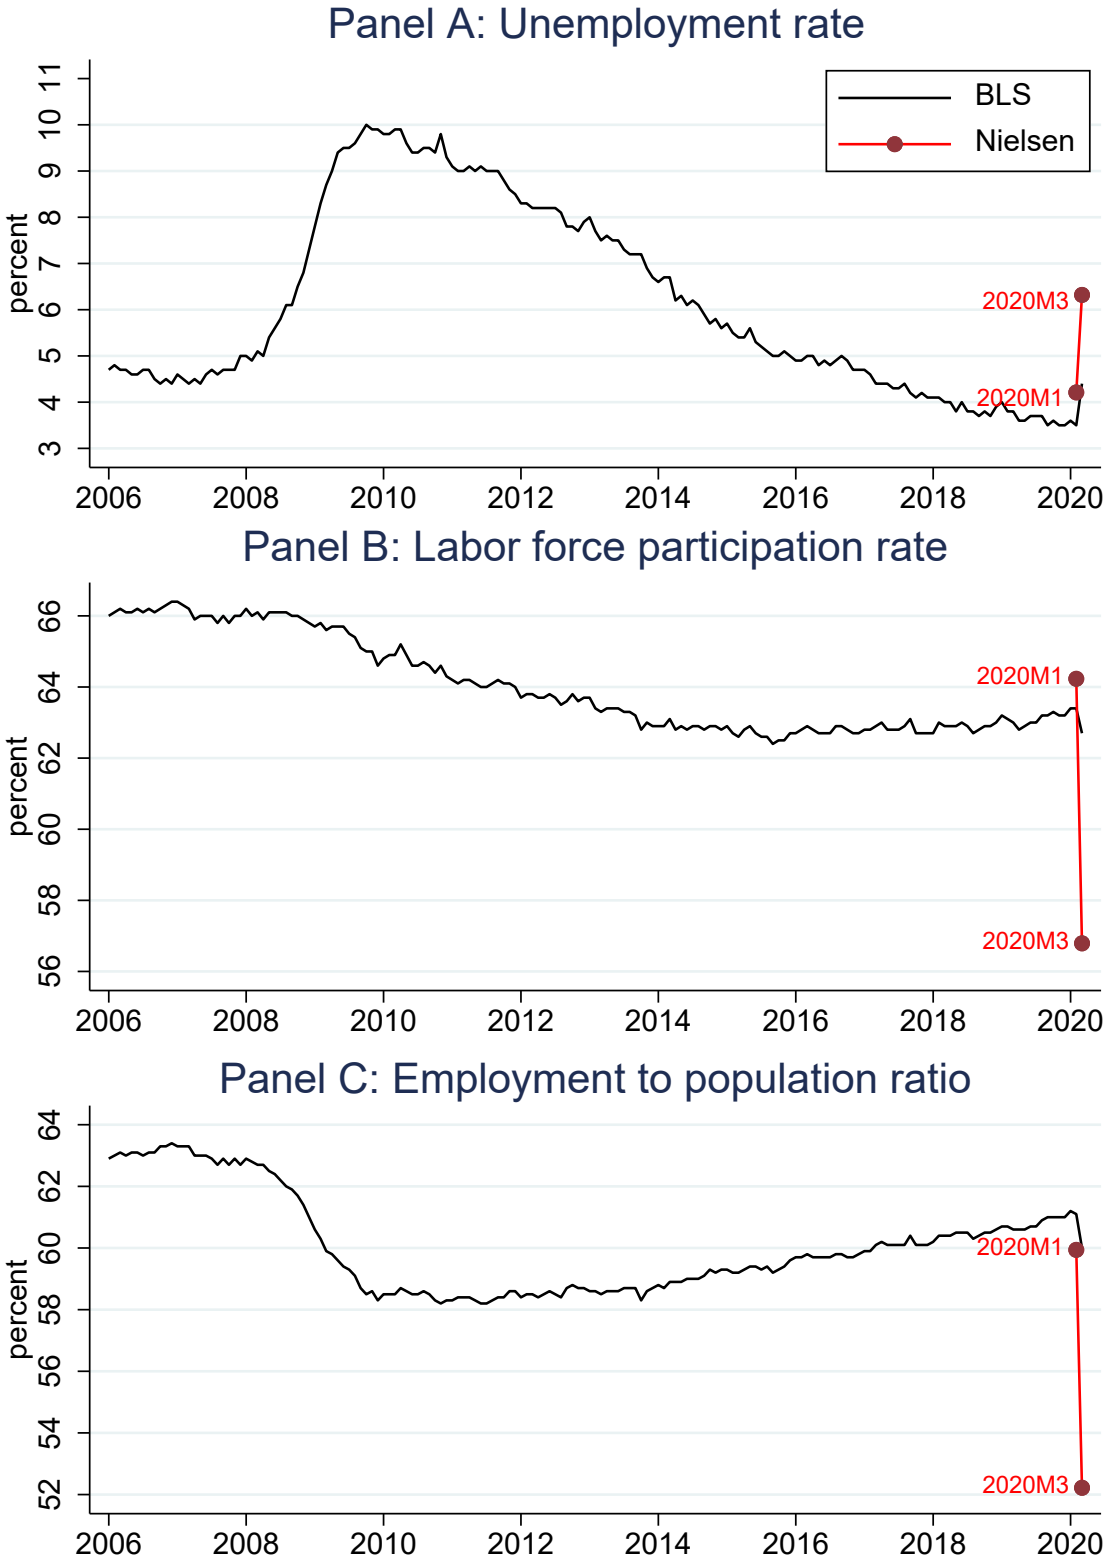 Panel A: Unemployment rate
percent
11
10
9
8
7
6
5
4
3
BLS
Nielsen
2020M3
2020M1
2006 2008 2010 2012 2014 2016 2018 2020
Panel B: Labor force participation rate
percent
66
64
62
60
58
56
2020M1
2020M3
2006 2008 2010 2012 2014 2016 2018 2020
Panel C: Employment to population ratio
percent
64
62
60
58
56
54
52
2020M1
2020M3
2006 2008 2010 2012 2014 2016 2018 2020